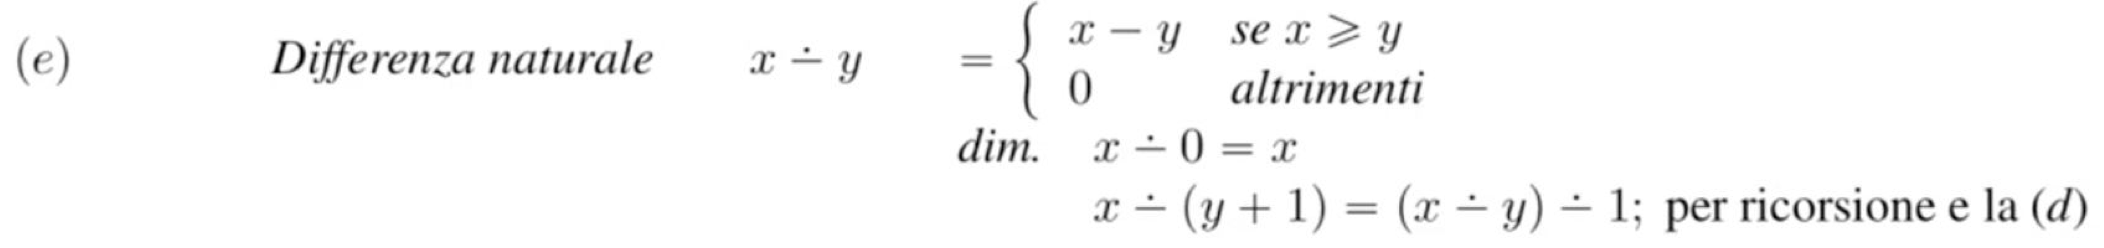 (e) Differenza naturale x ∸ y = { x − y se x ⩾ y
0 altrimenti
dim. x ∸ 0 = x
x ∸ (y + 1) = (x ∸ y) ∸ 1; per ricorsione e la (d)